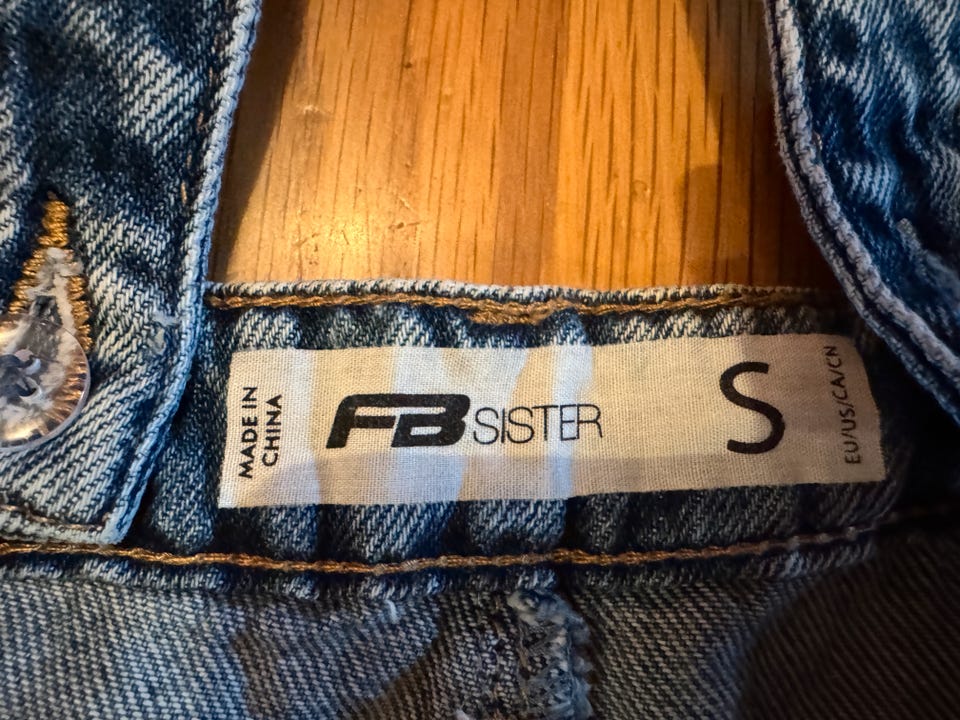 MADE IN
CHINA
FB SISTER
S
EU/US/CA/CN